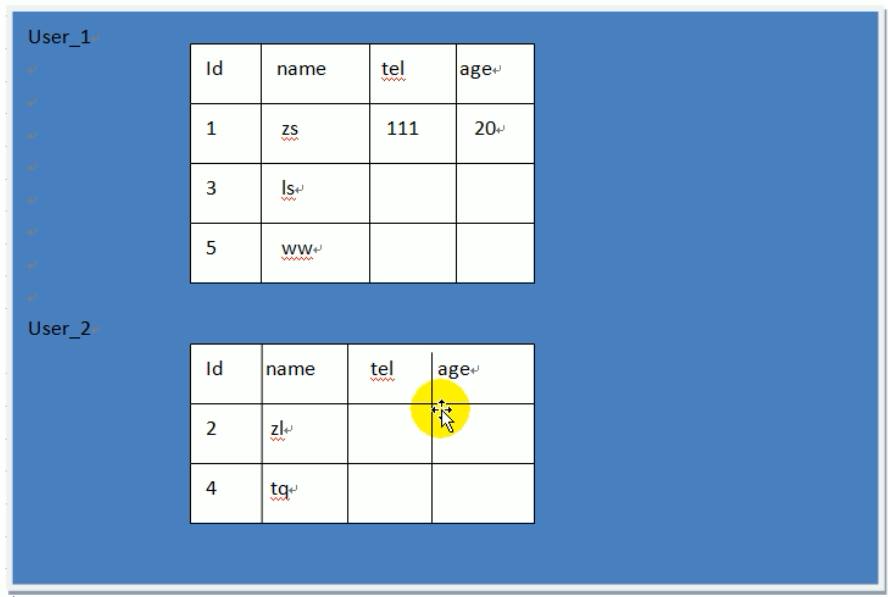 User_1
Id name tel age
1 zs 111 20
3 ls
5 ww
User_2
Id name tel age
2 zl
4 tq